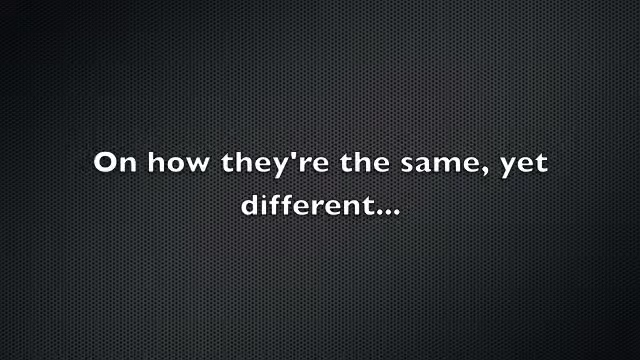 On how they're the same, yet
different...